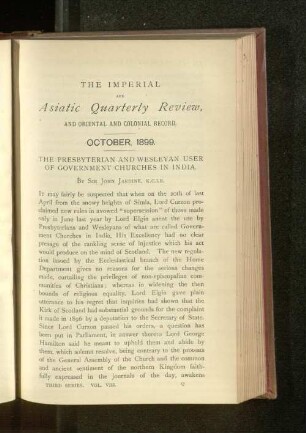 THE IMPERIAL
AND
Asiatic Quarterly Review,
AND ORIENTAL AND COLONIAL RECORD.
OCTOBER, 1899.
THE PRESBYTERIAN AND WESLEYAN USER
OF GOVERNMENT CHURCHES IN INDIA.
BY SIR JOHN JARDINE, K.C.I.E.
IT may fairly be suspected that when on the 20th of last
April from the snowy heights of Simla, Lord Curzon pro-
claimed new rules in avowed "supersession" of those made
only in June last year by Lord Elgin about the use by
Presbyterians and Wesleyans of what are called Govern-
ment Churches in India, His Excellency had no clear
presage of the rankling sense of injustice which his act
would produce on the mind of Scotland. The new regula-
tion issued by the Ecclesiastical branch of the Home
Department gives no reasons for the serious changes
made, curtailing the privileges of non-episcopalian com-
munities of Christians: whereas in widening the then
bounds of religious equality, Lord Elgin gave plain
utterance to his regret that inquiries had shown that the
Kirk of Scotland had substantial grounds for the complaint
it made in 1896 by a deputation to the Secretary of State.
Since Lord Curzon passed his orders, a question has
been put in Parliament, in answer thereto Lord George
Hamilton said he meant to uphold them and abide by
them, which solemn resolve, being contrary to the protests
of the General Assembly of the Church and the common
and ancient sentiment of the northern Kingdom faith-
fully expressed in the journals of the day, awakens
THIRD SERIES. VOL. VIII.